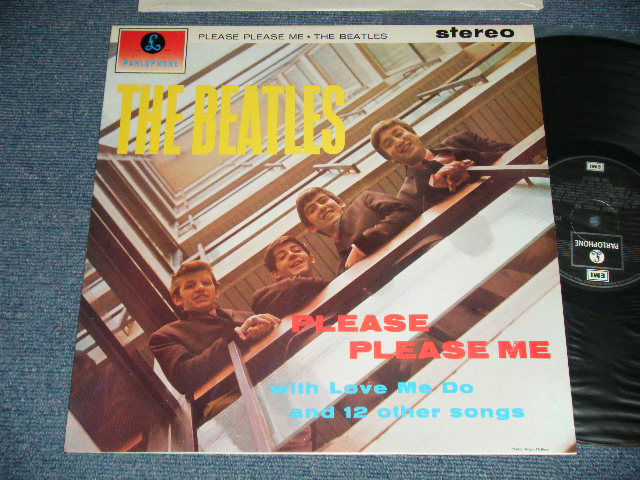 PLEASE PLEASE ME • THE BEATLES
stereo
PARLOPHONE
THE BEATLES
PLEASE
PLEASE ME
with Love Me Do
and 12 other songs
EMI
PARLOPHONE
EMI